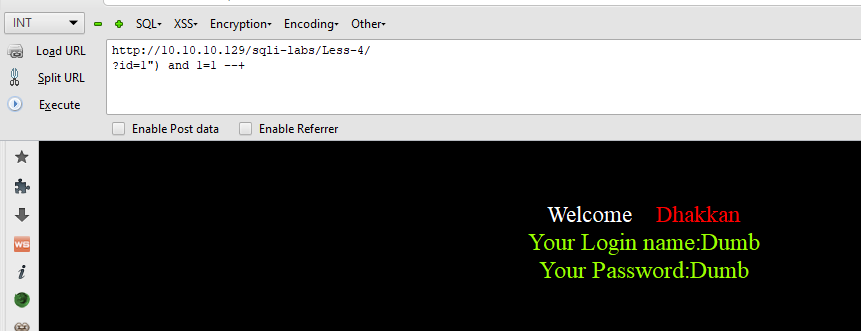 INT SQL▾ XSS▾ Encryption▾ Encoding▾ Other▾
Load URL
Split URL
Execute
http://10.10.10.129/sqli-labs/Less-4/
?id=1") and 1=1 --+
Enable Post data Enable Referrer
WS
i
Welcome Dhakkan
Your Login name:Dumb
Your Password:Dumb